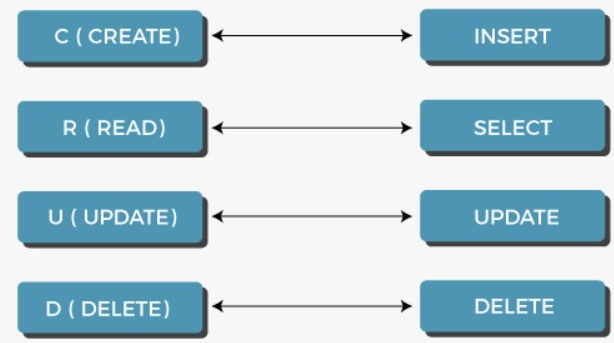 C ( CREATE)
INSERT
R ( READ)
SELECT
U ( UPDATE)
UPDATE
D ( DELETE)
DELETE